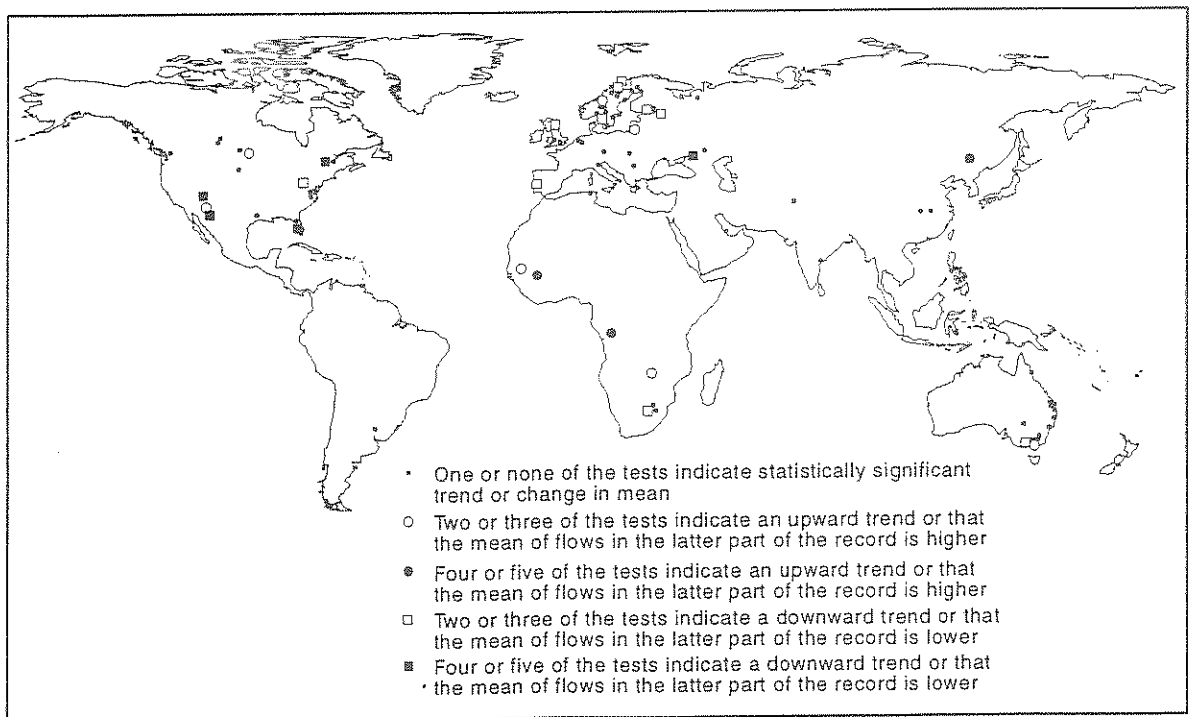 One or none of the tests indicate statistically significant
trend or change in mean
Two or three of the tests indicate an upward trend or that
the mean of flows in the latter part of the record is higher
Four or five of the tests indicate an upward trend or that
the mean of flows in the latter part of the record is higher
Two or three of the tests indicate a downward trend or that
the mean of flows in the latter part of the record is lower
Four or five of the tests indicate a downward trend or that
the mean of flows in the latter part of the record is lower